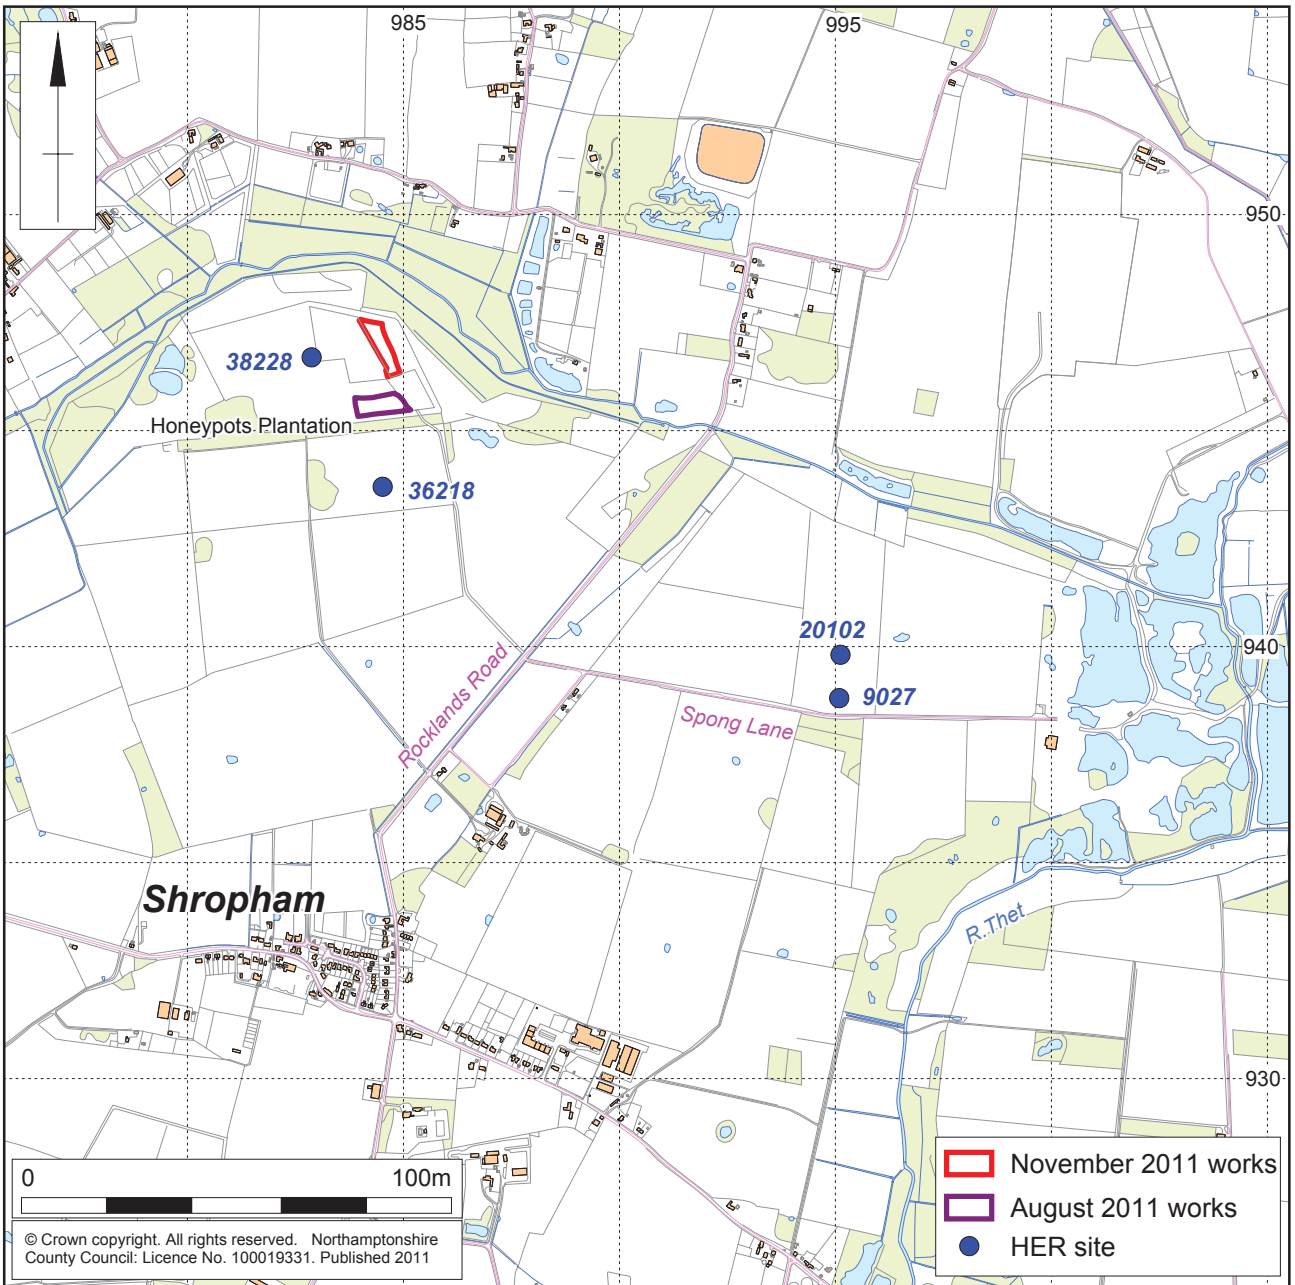 985
995
950
38228
Honeypots Plantation
36218
20102
940
9027
Rocklands Road
Spong Lane
Shropham
R.Thet
930
0 100m
© Crown copyright. All rights reserved. Northamptonshire
County Council: Licence No. 100019331. Published 2011
November 2011 works
August 2011 works
HER site